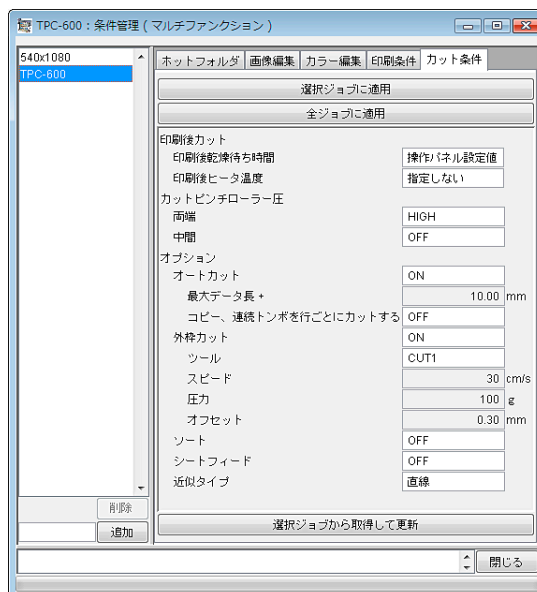 TPC-600：条件管理 ( マルチファンクション )
540x1080
TPC-600
ホットフォルダ 画像編集 カラー編集 印刷条件 カット条件
選択ジョブに適用
全ジョブに適用
印刷後カット
印刷後乾燥待ち時間 操作パネル設定値
印刷後ヒータ温度 指定しない
カットピンチローラー圧
両端 HIGH
中間 OFF
オプション
オートカット ON
最大データ長 + 10.00 mm
コピー、連続トンボを行ごとにカットする OFF
外枠カット ON
ツール CUT1
スピード 30 cm/s
圧力 100 g
オフセット 0.30 mm
ソート OFF
シートフィード OFF
近似タイプ 直線
削除
追加
選択ジョブから取得して更新
閉じる